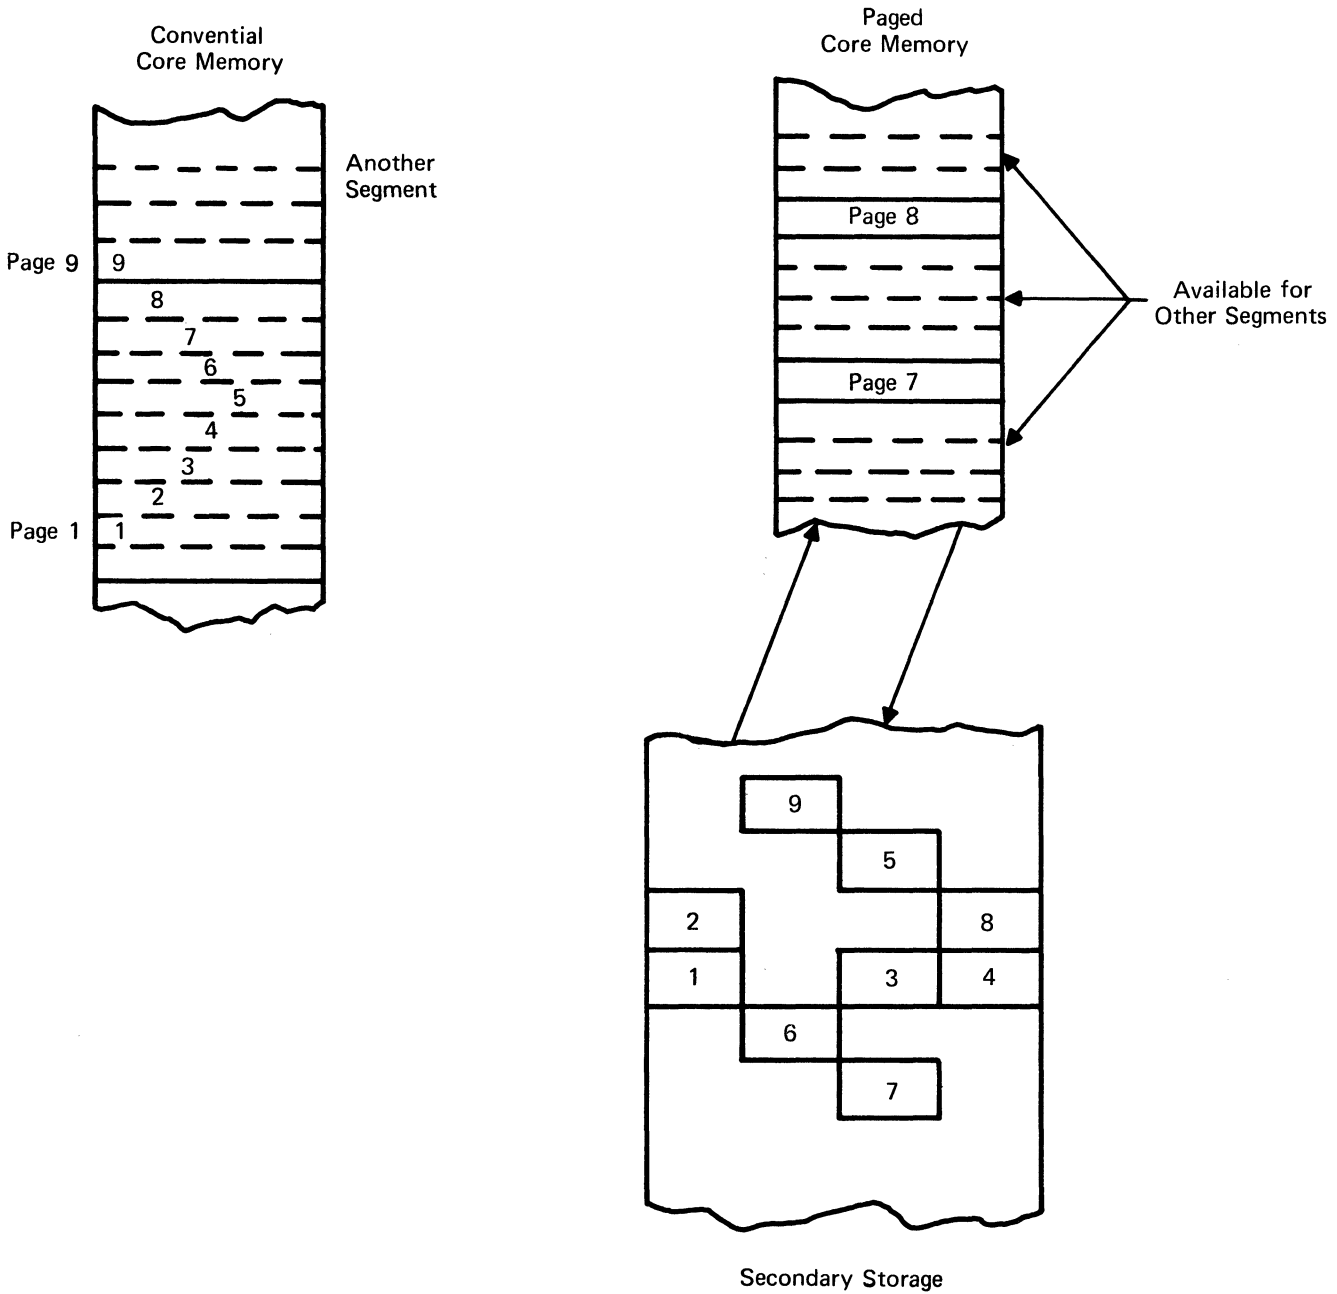 Convential
Core Memory
Another
Segment
Page 9
9
8
7
6
5
4
3
2
Page 1
1
Paged
Core Memory
Page 8
Available for
Other Segments
Page 7
9
5
2
8
1
3
4
6
7
Secondary Storage